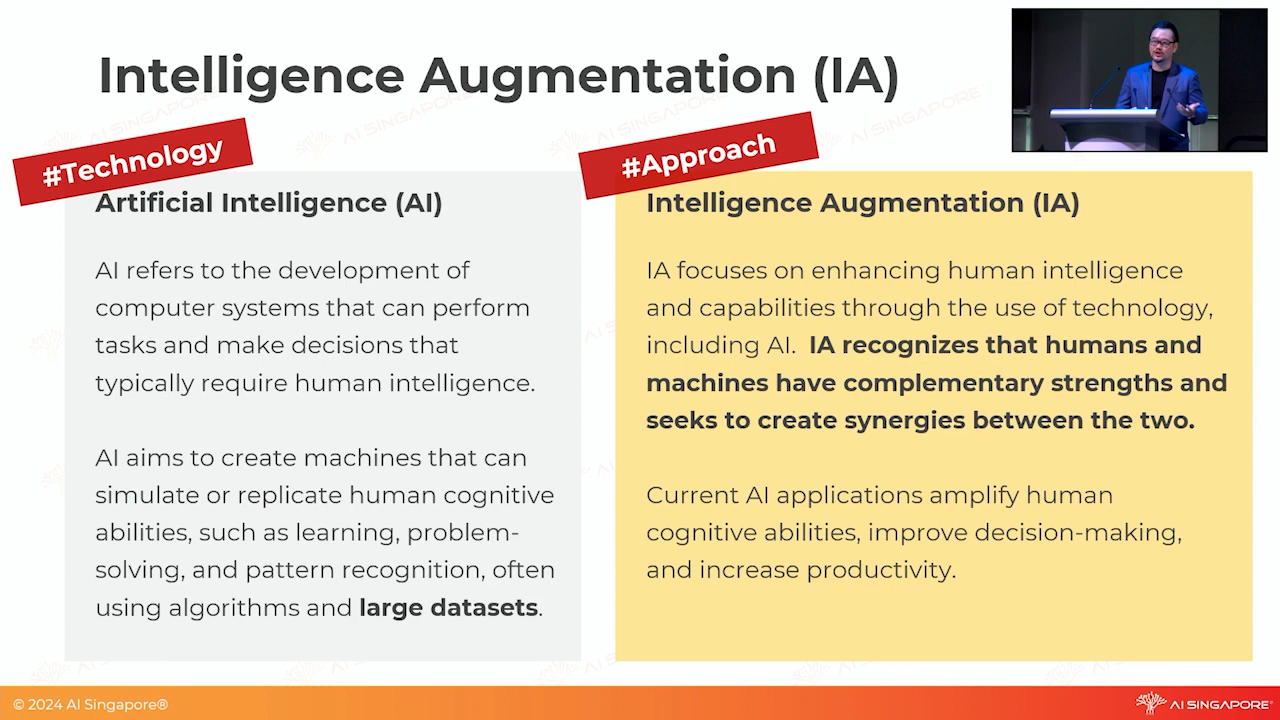 Intelligence Augmentation (IA)
#Technology
Artificial Intelligence (AI)
AI refers to the development of
computer systems that can perform
tasks and make decisions that
typically require human intelligence.
AI aims to create machines that can
simulate or replicate human cognitive
abilities, such as learning, problem-
solving, and pattern recognition, often
using algorithms and large datasets.
#Approach
Intelligence Augmentation (IA)
IA focuses on enhancing human intelligence
and capabilities through the use of technology,
including AI. IA recognizes that humans and
machines have complementary strengths and
seeks to create synergies between the two.
Current AI applications amplify human
cognitive abilities, improve decision-making,
and increase productivity.
© 2024 AI Singapore®
AI SINGAPORE®